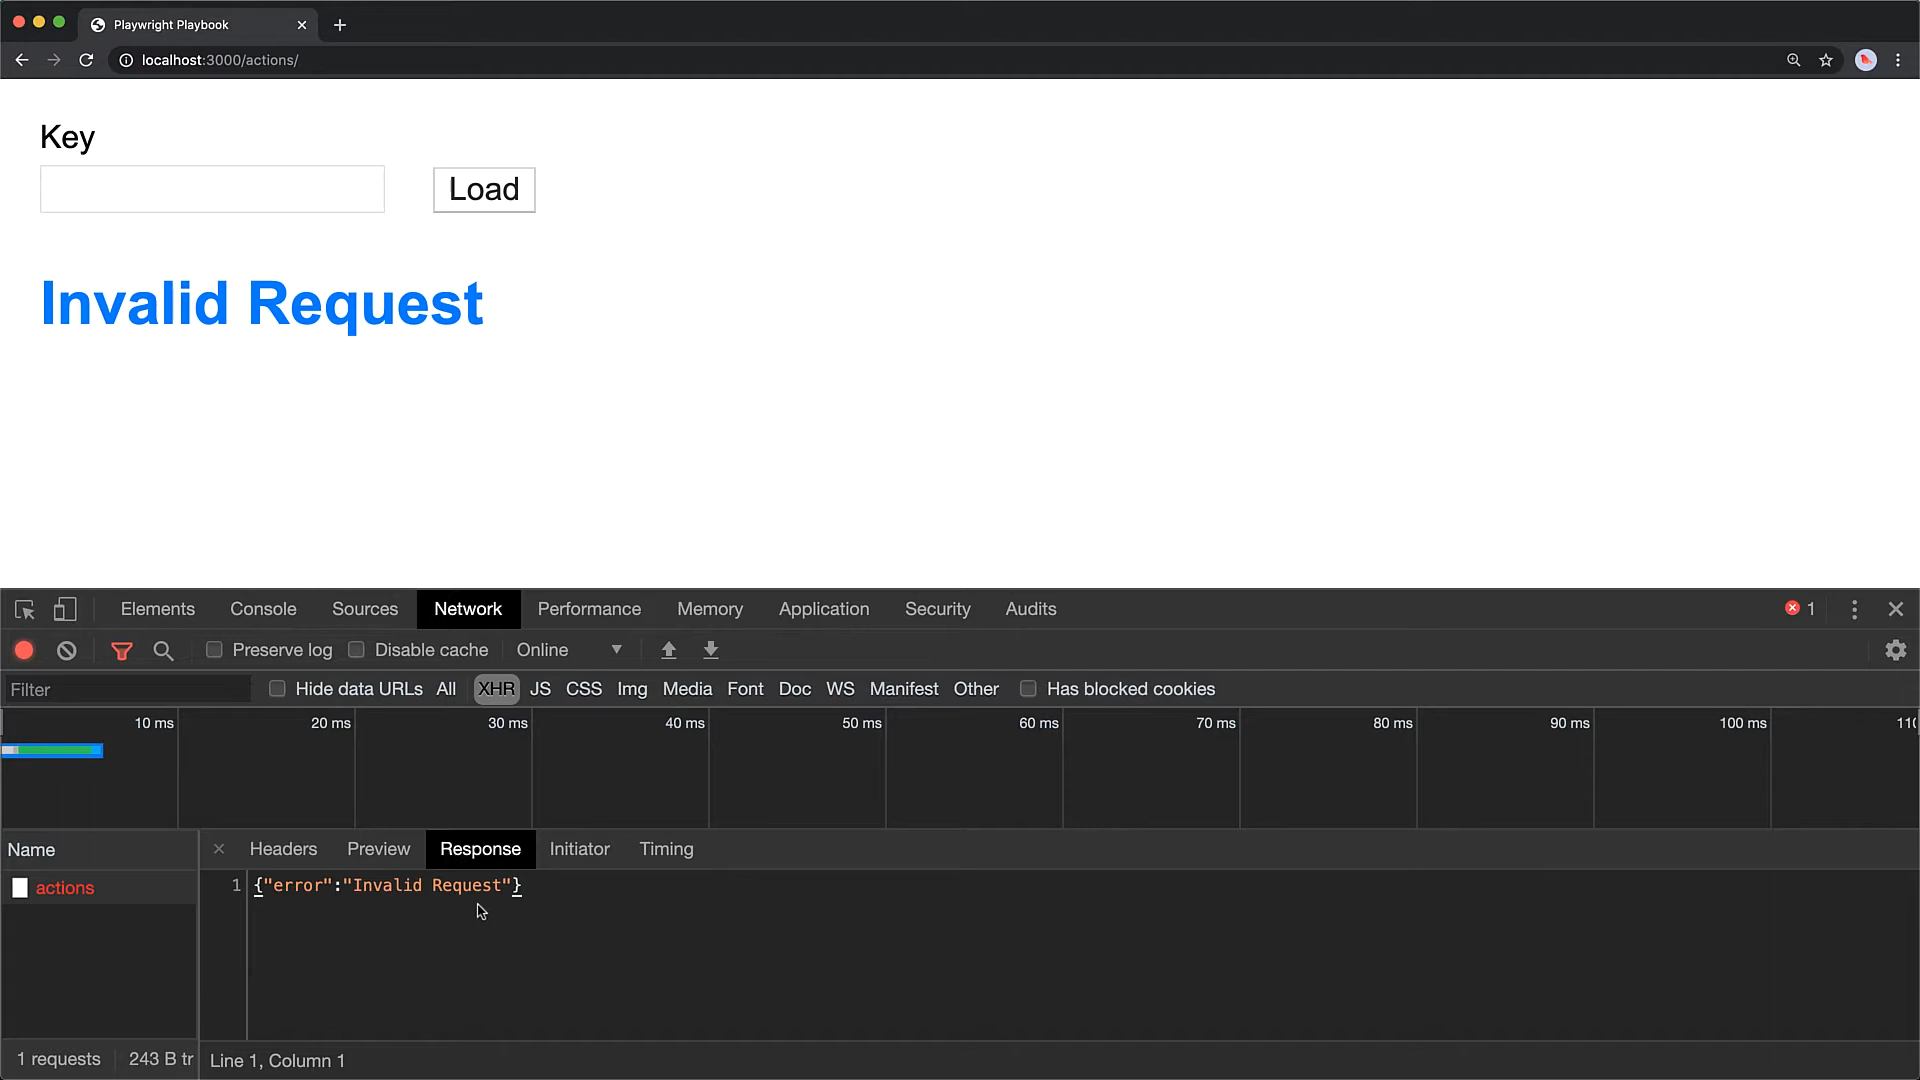 Playwright Playbook
localhost:3000/actions/
Key
Load
Invalid Request
Elements Console Sources Network Performance Memory Application Security Audits 1
Preserve log Disable cache Online
Filter Hide data URLs All XHR JS CSS Img Media Font Doc WS Manifest Other Has blocked cookies
10 ms 20 ms 30 ms 40 ms 50 ms 60 ms 70 ms 80 ms 90 ms 100 ms 110
Name Headers Preview Response Initiator Timing
actions 1 {"error":"Invalid Request"}
1 requests 243 B tr Line 1, Column 1